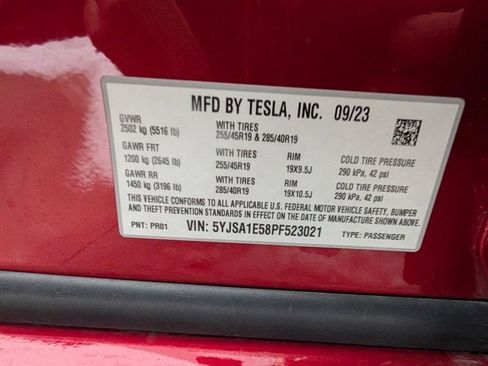 MFD BY TESLA, INC. 09/23
GVWR
2502 kg (5516 lb) WITH TIRES
255/45R19 & 285/40R19
GAWR FRT WITH TIRES RIM COLD TIRE PRESSURE
1200 kg (2645 lb) 255/45R19 19X9.5J 290 kPa, 42 psi
GAWR RR WITH TIRES RIM COLD TIRE PRESSURE
1450 kg (3196 lb) 285/40R19 19X10.5J 290 kPa, 42 psi
THIS VEHICLE CONFORMS TO ALL APPLICABLE U.S. FEDERAL MOTOR VEHICLE SAFETY, BUMPER
AND THEFT PREVENTION STANDARDS IN EFFECT ON THE DATE OF MANUFACTURE SHOWN ABOVE.
PNT: PR01 VIN: 5YJSA1E58PF523021 TYPE: PASSENGER